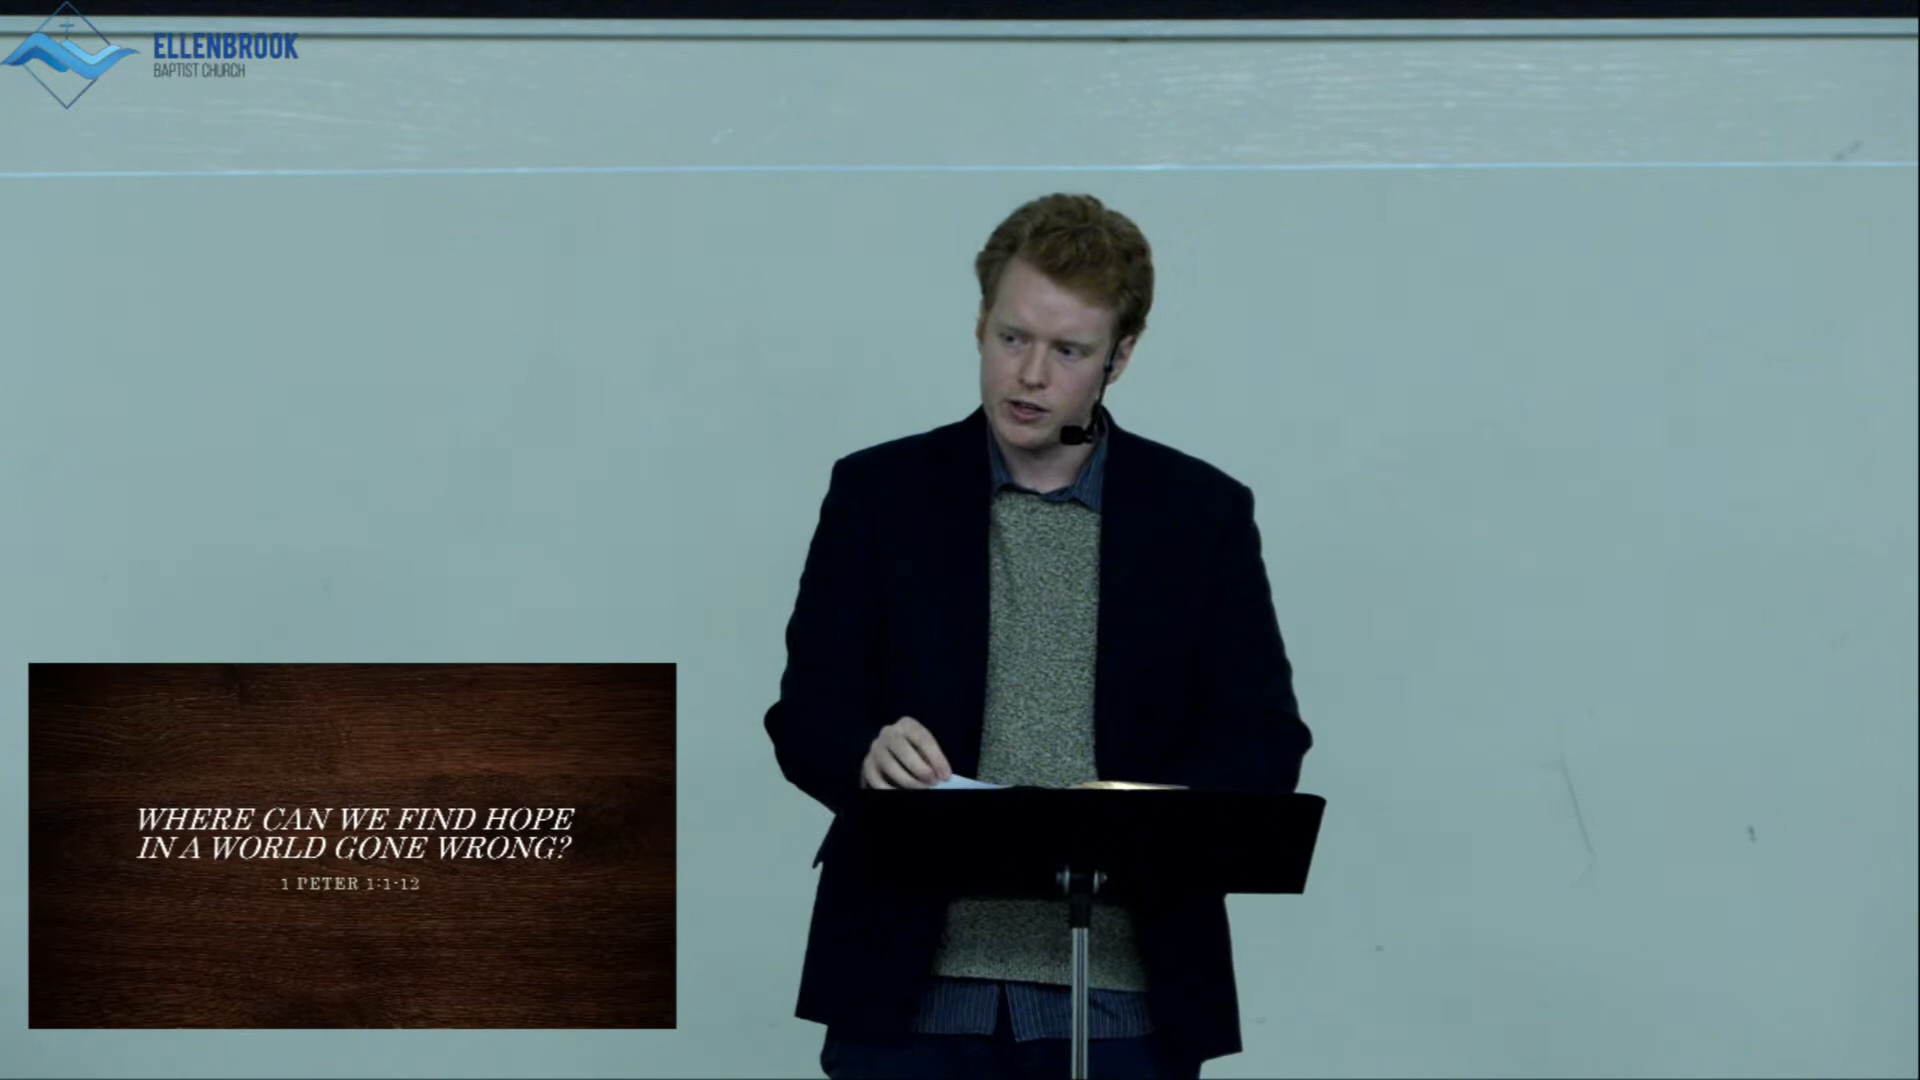 ELLENBROOK
BAPTIST CHURCH
WHERE CAN WE FIND HOPE
IN A WORLD GONE WRONG?
1 PETER 1:1-12